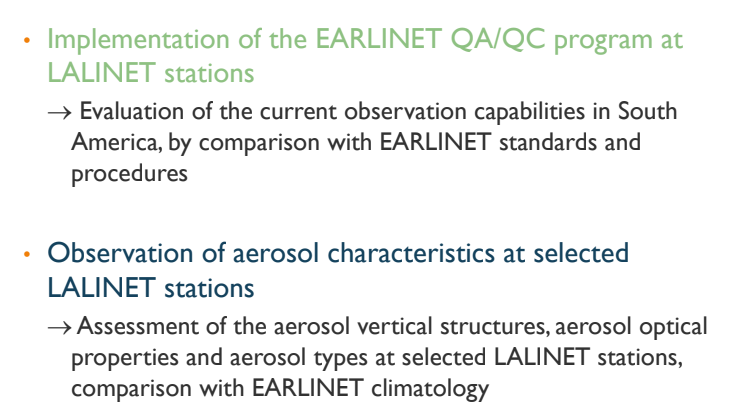 • Implementation of the EARLINET QA/QC program at
LALINET stations
→ Evaluation of the current observation capabilities in South
America, by comparison with EARLINET standards and
procedures
• Observation of aerosol characteristics at selected
LALINET stations
→ Assessment of the aerosol vertical structures, aerosol optical
properties and aerosol types at selected LALINET stations,
comparison with EARLINET climatology